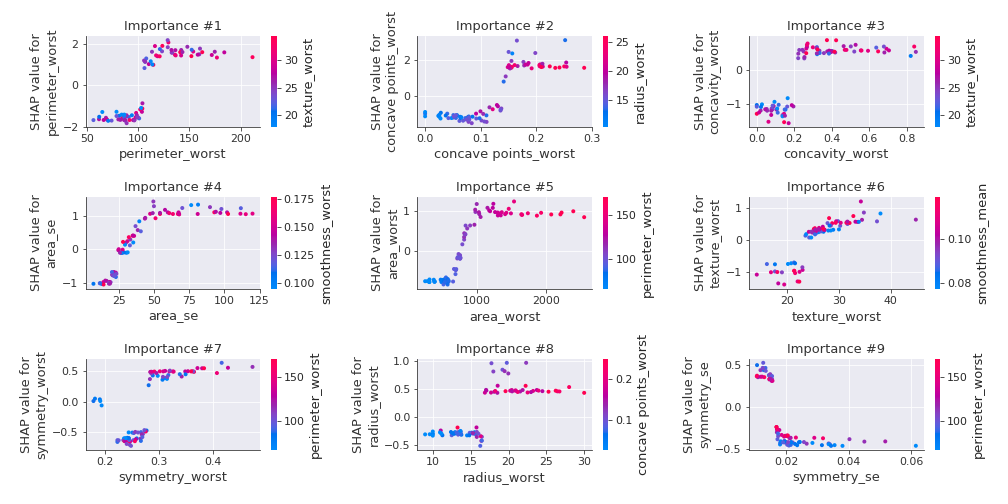 Importance #1
SHAP value for
perimeter_worst
2
0
−2
50
100
150
200
perimeter_worst
30
25
20
texture_worst
Importance #2
SHAP value for
concave points_worst
2
0
0.0
0.1
0.2
0.3
concave points_worst
25
20
15
radius_worst
Importance #3
SHAP value for
concavity_worst
0
−1
0.0
0.2
0.4
0.6
0.8
concavity_worst
30
25
20
texture_worst
Importance #4
SHAP value for
area_se
1
0
−1
25
50
75
100
125
area_se
0.175
0.150
0.125
0.100
smoothness_worst
Importance #5
SHAP value for
area_worst
1
0
1000
2000
area_worst
150
100
perimeter_worst
Importance #6
SHAP value for
texture_worst
1
0
−1
20
30
40
texture_worst
0.10
0.08
smoothness_mean
Importance #7
SHAP value for
symmetry_worst
0.5
0.0
−0.5
0.2
0.3
0.4
symmetry_worst
150
100
perimeter_worst
Importance #8
SHAP value for
radius_worst
1.0
0.5
0.0
−0.5
10
15
20
25
30
radius_worst
0.2
0.1
concave points_worst
Importance #9
SHAP value for
symmetry_se
0.5
0.0
−0.5
0.02
0.04
0.06
symmetry_se
150
100
perimeter_worst